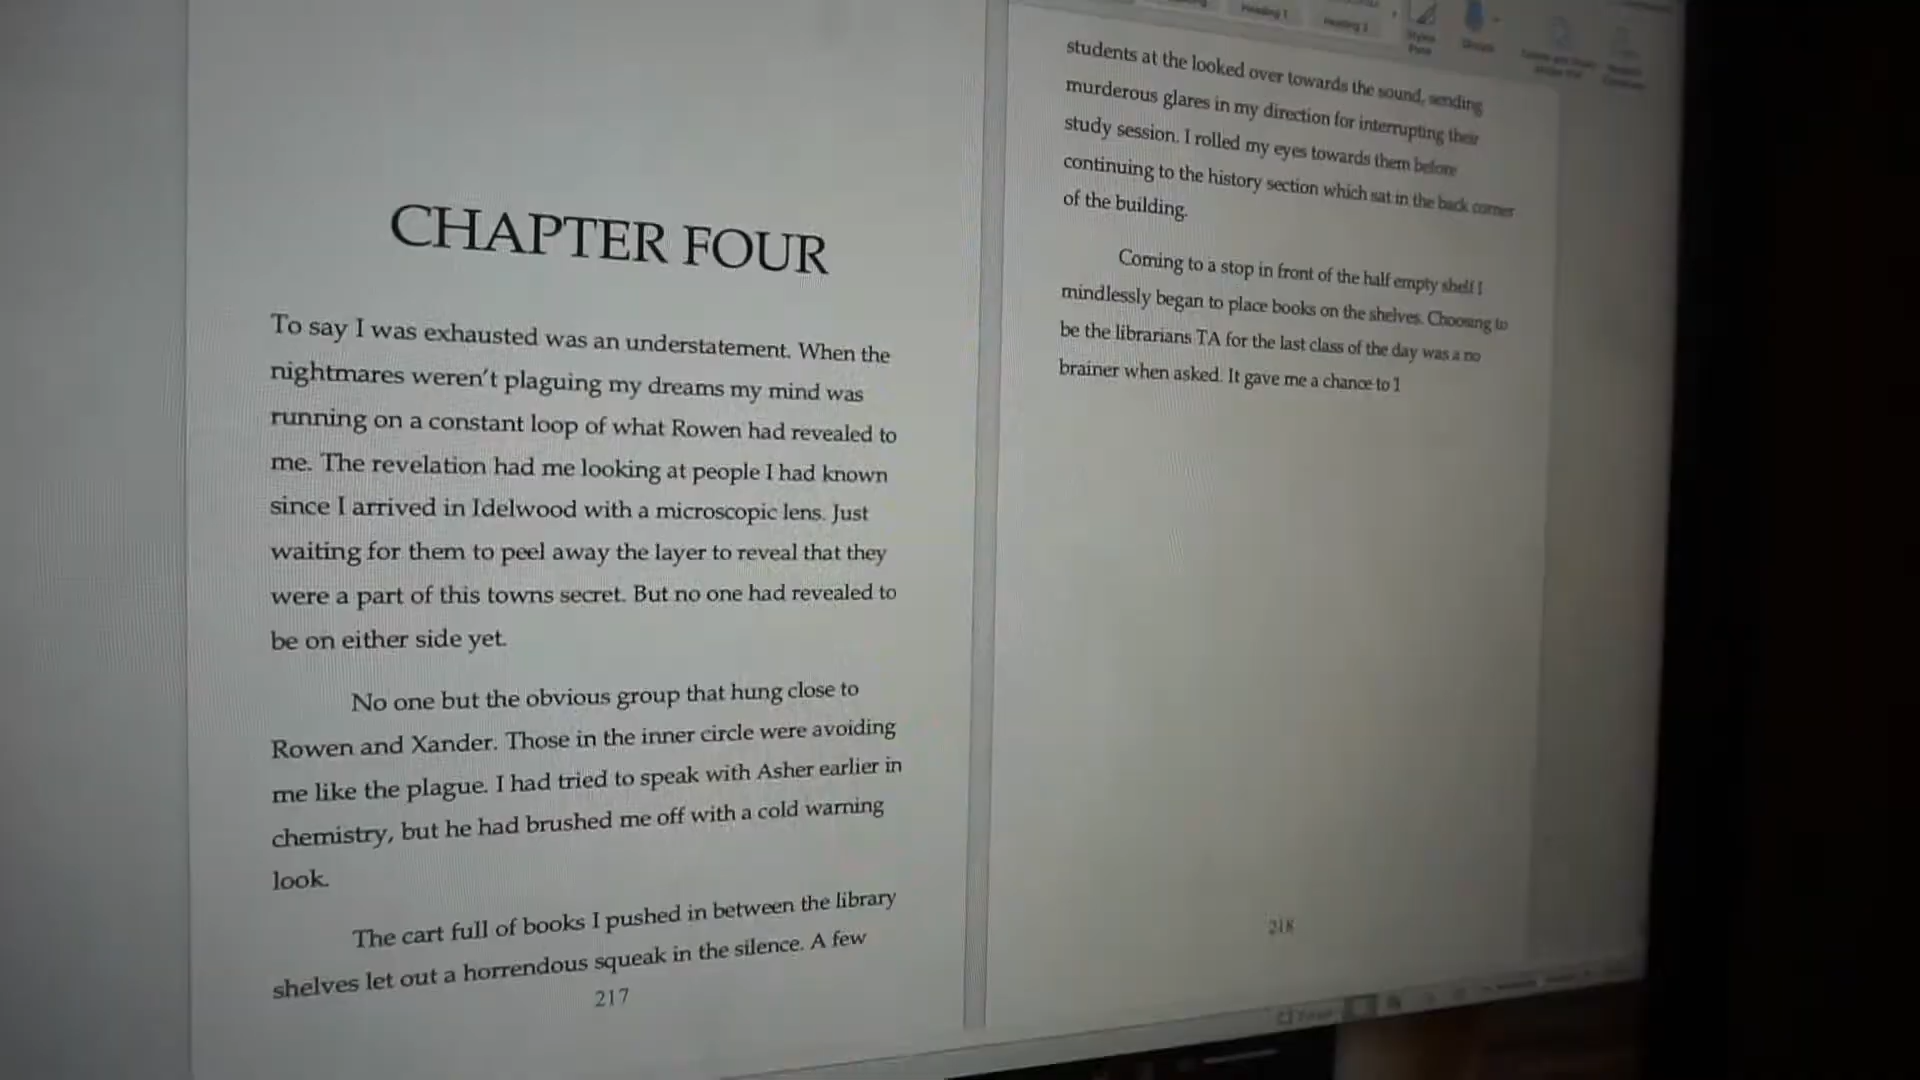 CHAPTER FOUR
To say I was exhausted was an understatement. When the
nightmares weren't plaguing my dreams my mind was
running on a constant loop of what Rowen had revealed to
me. The revelation had me looking at people I had known
since I arrived in Idelwood with a microscopic lens. Just
waiting for them to peel away the layer to reveal that they
were a part of this towns secret. But no one had revealed to
be on either side yet.
No one but the obvious group that hung close to
Rowen and Xander. Those in the inner circle were avoiding
me like the plague. I had tried to speak with Asher earlier in
chemistry, but he had brushed me off with a cold warning
look.
The cart full of books I pushed in between the library
shelves let out a horrendous squeak in the silence. A few
217
Heading 1
Heading 2
Styles
Pane
students at the looked over towards the sound, sending
murderous glares in my direction for interrupting their
study session. I rolled my eyes towards them before
continuing to the history section which sat in the back corner
of the building.
Coming to a stop in front of the half empty shelf I
mindlessly began to place books on the shelves. Choosing to
be the librarians TA for the last class of the day was a no
brainer when asked. It gave me a chance to I
218